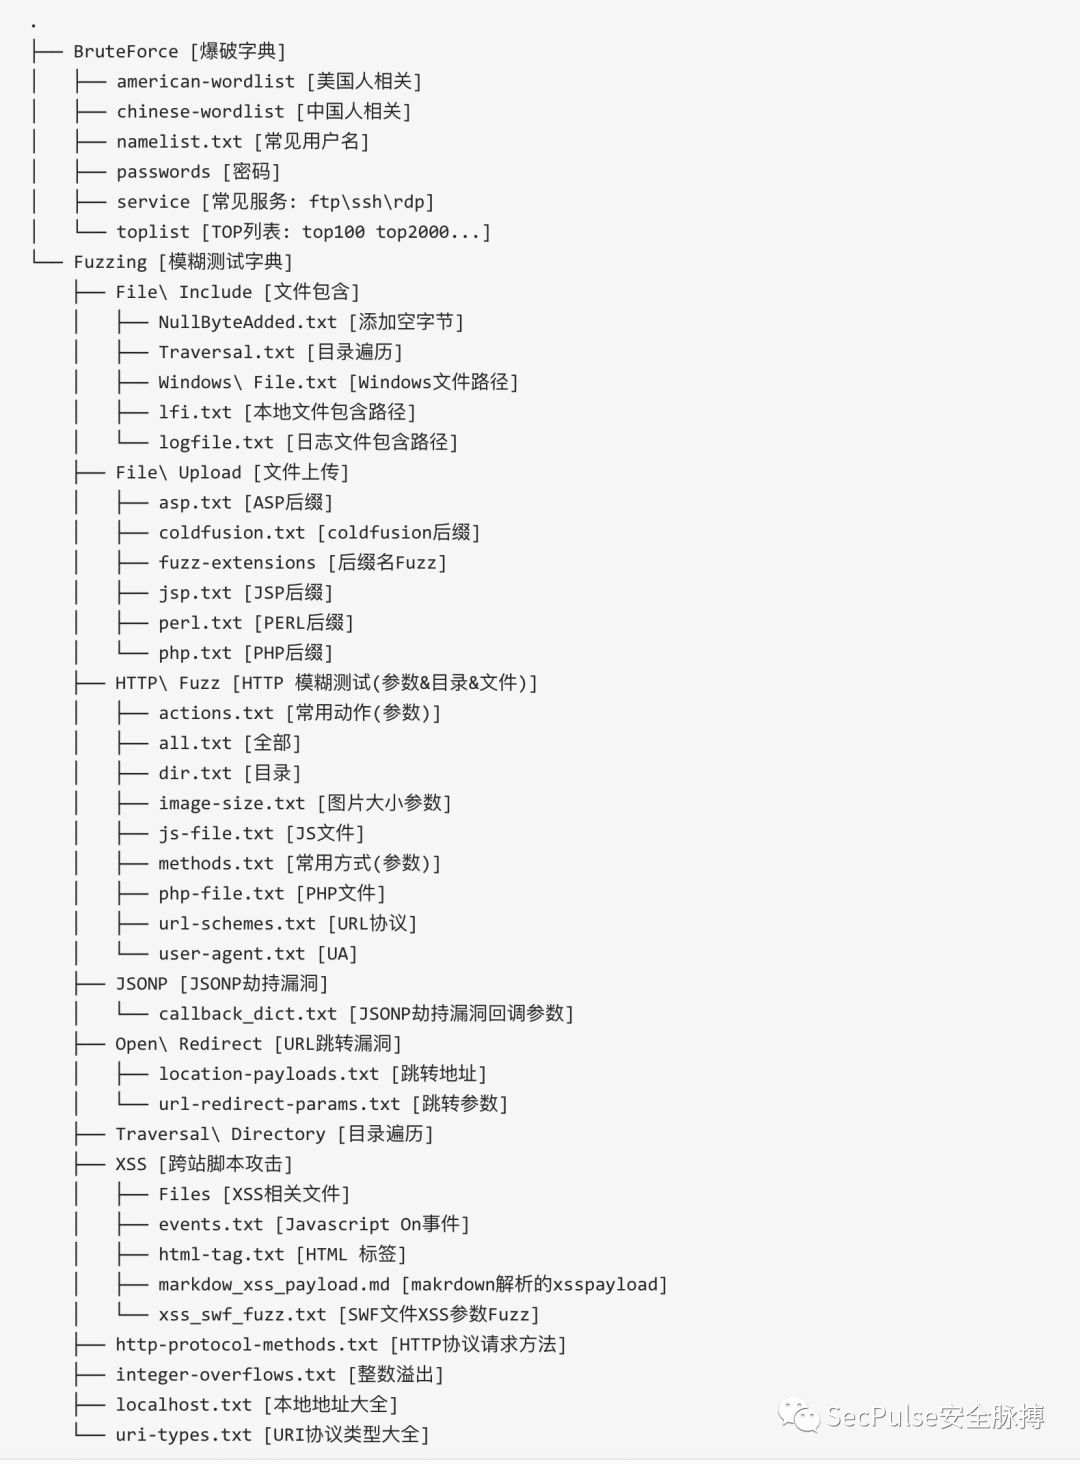 .
├── BruteForce [爆破字典]
│   ├── american-wordlist [美国人相关]
│   ├── chinese-wordlist [中国人相关]
│   ├── namelist.txt [常见用户名]
│   ├── passwords [密码]
│   ├── service [常见服务: ftp\ssh\rdp]
│   └── toplist [TOP列表: top100 top2000...]
└── Fuzzing [模糊测试字典]
    ├── File\ Include [文件包含]
    │   ├── NullByteAdded.txt [添加空字节]
    │   ├── Traversal.txt [目录遍历]
    │   ├── Windows\ File.txt [Windows文件路径]
    │   ├── lfi.txt [本地文件包含路径]
    │   └── logfile.txt [日志文件包含路径]
    ├── File\ Upload [文件上传]
    │   ├── asp.txt [ASP后缀]
    │   ├── coldfusion.txt [coldfusion后缀]
    │   ├── fuzz-extensions [后缀名Fuzz]
    │   ├── jsp.txt [JSP后缀]
    │   ├── perl.txt [PERL后缀]
    │   └── php.txt [PHP后缀]
    ├── HTTP\ Fuzz [HTTP 模糊测试(参数&目录&文件)]
    │   ├── actions.txt [常用动作(参数)]
    │   ├── all.txt [全部]
    │   ├── dir.txt [目录]
    │   ├── image-size.txt [图片大小参数]
    │   ├── js-file.txt [JS文件]
    │   ├── methods.txt [常用方式(参数)]
    │   ├── php-file.txt [PHP文件]
    │   ├── url-schemes.txt [URL协议]
    │   └── user-agent.txt [UA]
    ├── JSONP [JSONP劫持漏洞]
    │   └── callback_dict.txt [JSONP劫持漏洞回调参数]
    ├── Open\ Redirect [URL跳转漏洞]
    │   ├── location-payloads.txt [跳转地址]
    │   └── url-redirect-params.txt [跳转参数]
    ├── Traversal\ Directory [目录遍历]
    ├── XSS [跨站脚本攻击]
    │   ├── Files [XSS相关文件]
    │   ├── events.txt [Javascript On事件]
    │   ├── html-tag.txt [HTML 标签]
    │   ├── markdow_xss_payload.md [makrdown解析的xsspayload]
    │   └── xss_swf_fuzz.txt [SWF文件XSS参数Fuzz]
    ├── http-protocol-methods.txt [HTTP协议请求方法]
    ├── integer-overflows.txt [整数溢出]
    ├── localhost.txt [本地地址大全]
    └── uri-types.txt [URI协议类型大全]
SecPulse安全脉搏